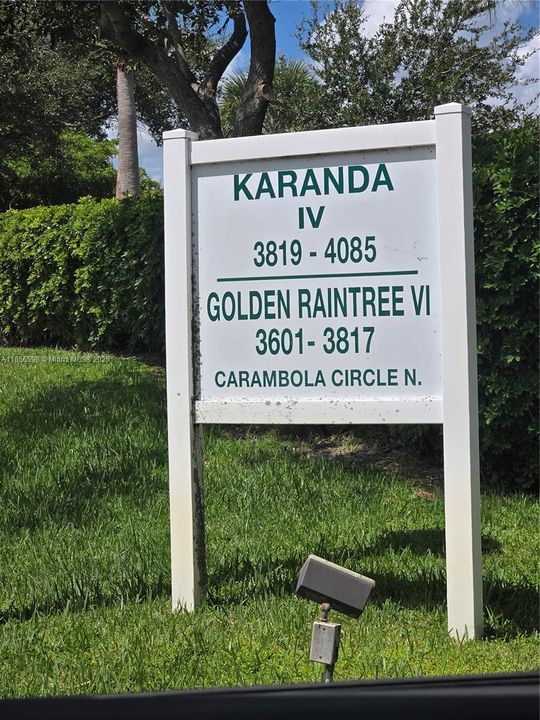 KARANDA
IV
3819 - 4085
GOLDEN RAINTREE VI
3601- 3817
CARAMBOLA CIRCLE N.